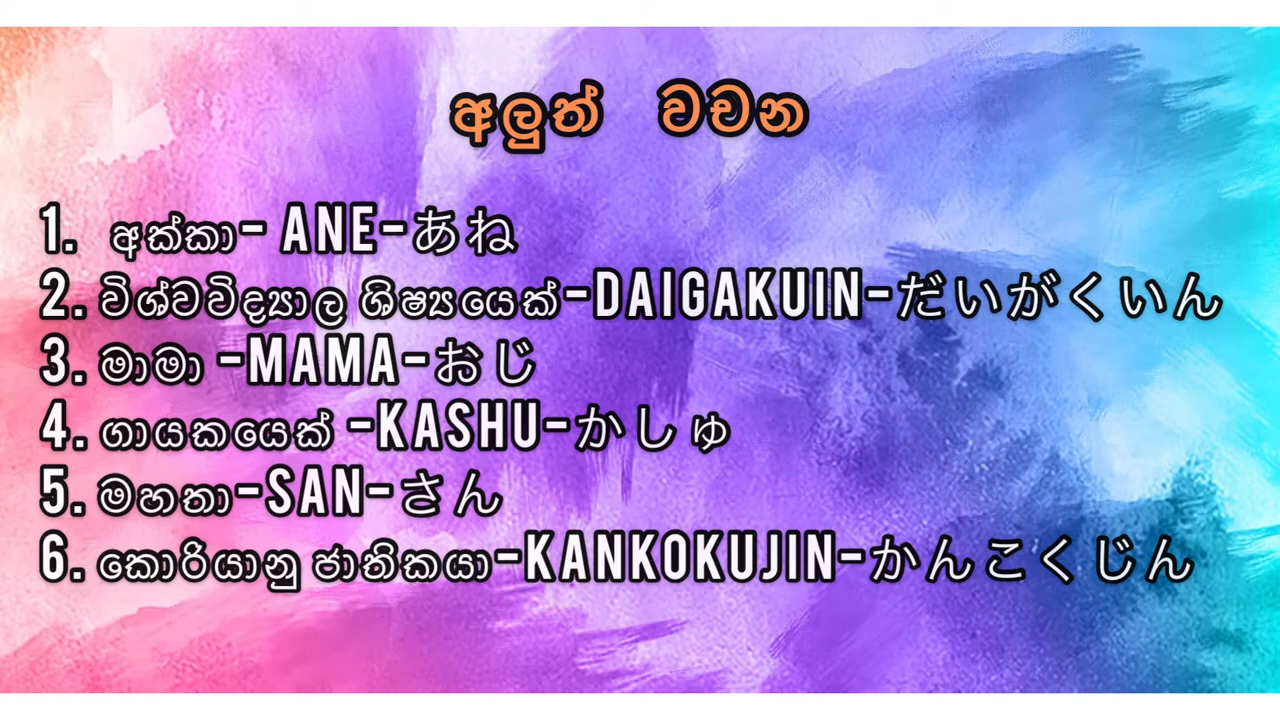 අලුත් වචන
1. අක්කා- ANE-あね
2. විශ්වවිද්‍යාල ශිෂ්‍යයෙක්-DAIGAKUIN-だいがくいん
3. මාමා -MAMA-おじ
4. ගායකයෙක් -KASHU-かしゅ
5. මහතා-SAN-さん
6. කොරියානු ජාතිකයා-KANKOKUJIN-かんこくじん